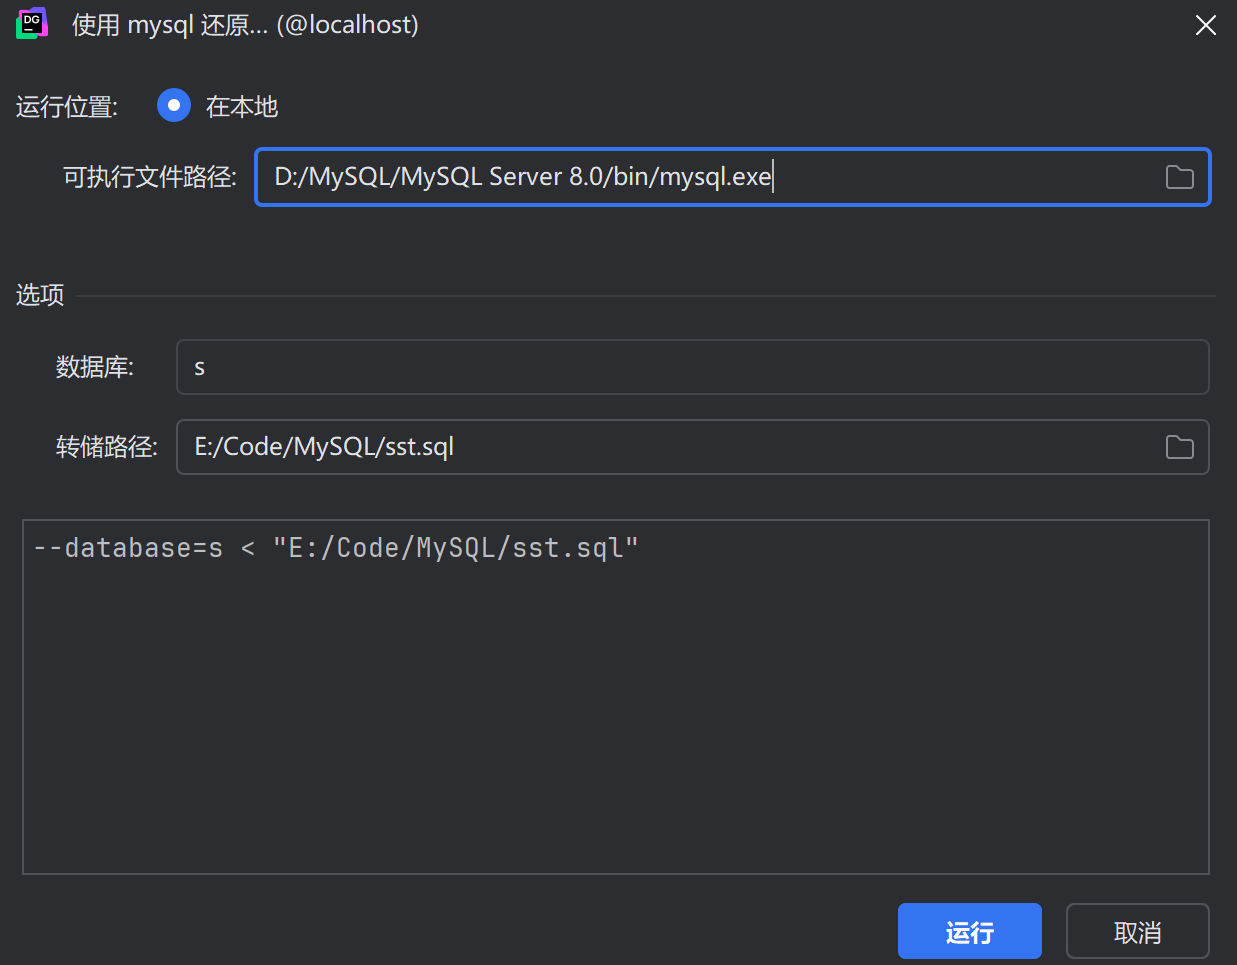 DG
使用 mysql 还原... (@localhost)
运行位置: 在本地
可执行文件路径: D:/MySQL/MySQL Server 8.0/bin/mysql.exe
选项
数据库: s
转储路径: E:/Code/MySQL/sst.sql
--database=s < "E:/Code/MySQL/sst.sql"
运行 取消